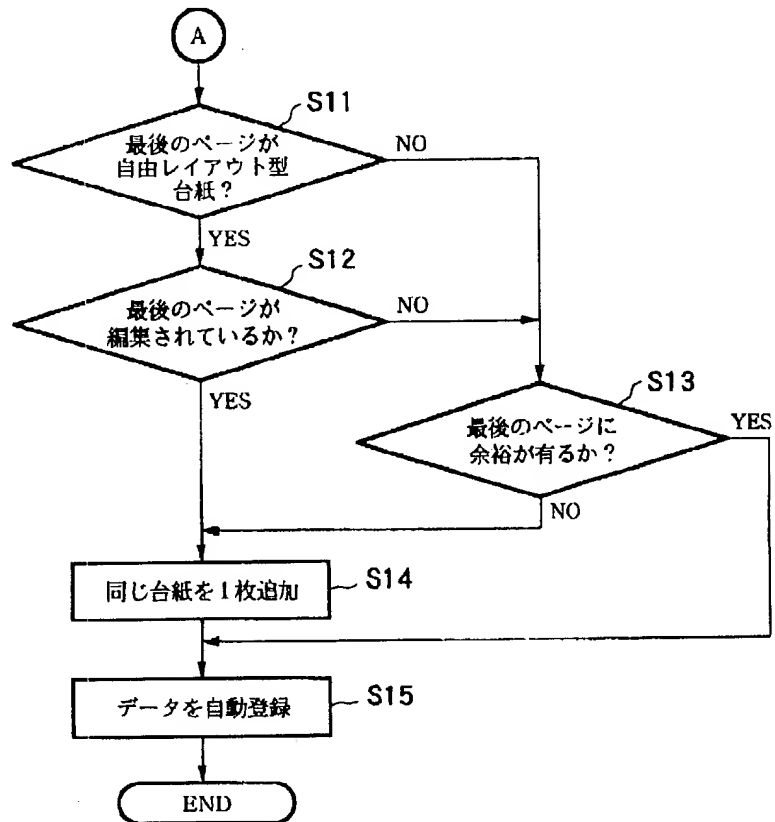 A
S11
最後のページが
自由レイアウト型
台紙？
NO
YES
S12
最後のページが
編集されているか？
NO
YES
S13
最後のページに
余裕が有るか？
YES
NO
同じ台紙を1枚追加
S14
データを自動登録
S15
END